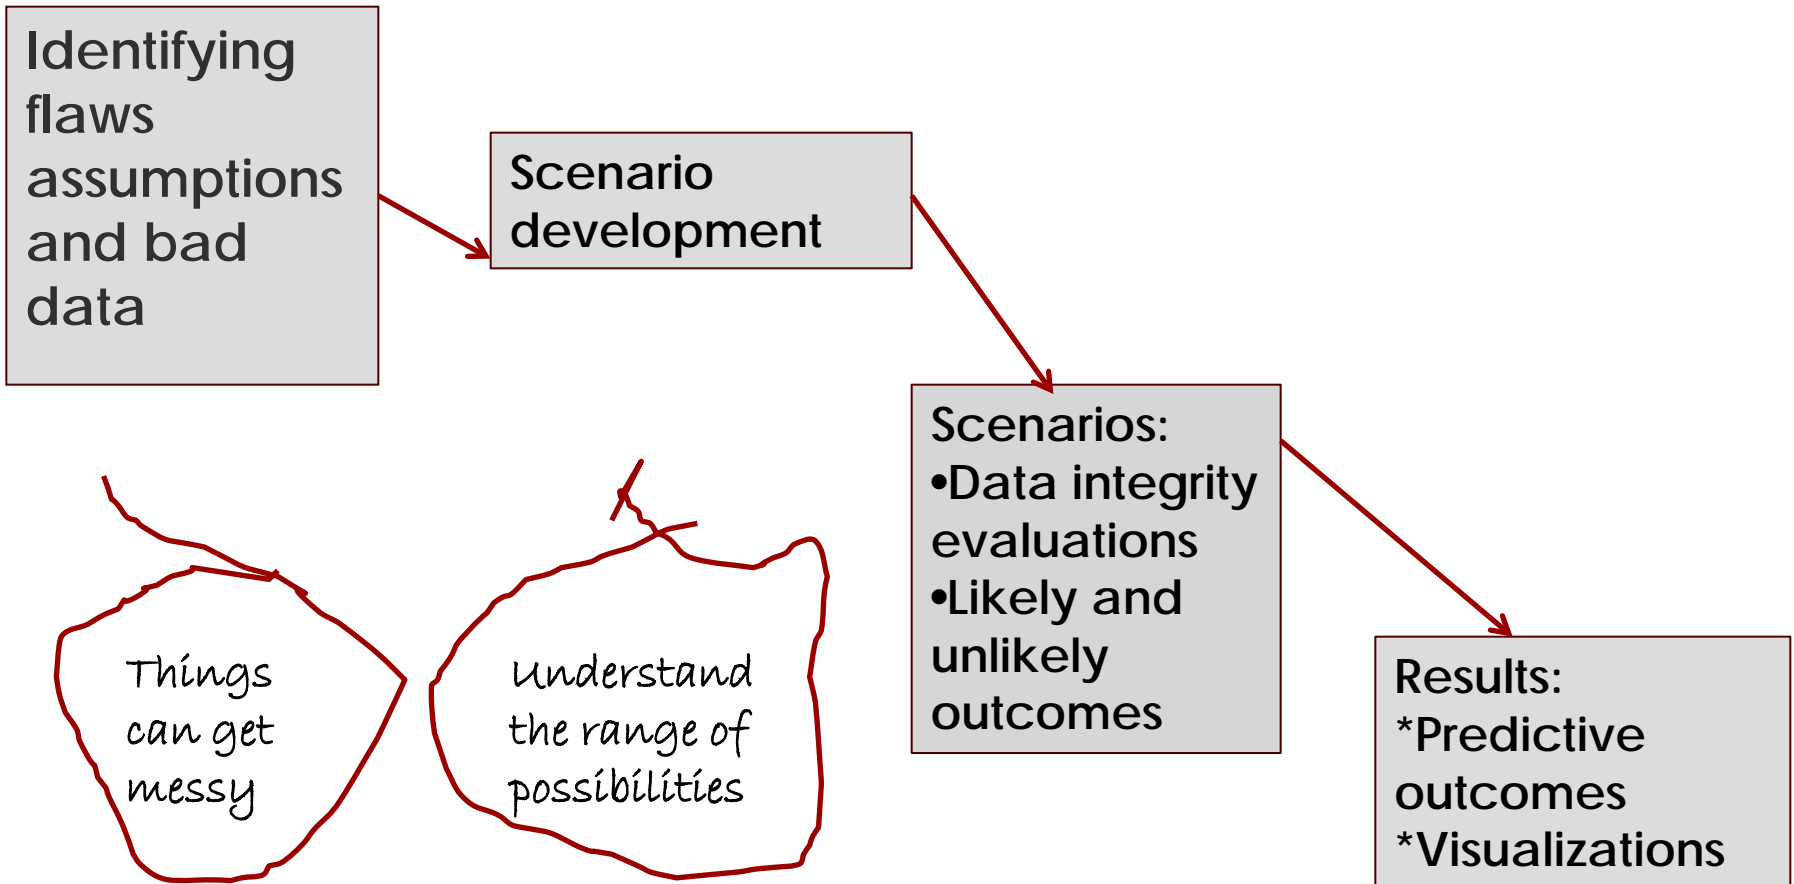 Identifying
flaws
assumptions
and bad
data
Scenario
development
Scenarios:
•Data integrity
evaluations
•Likely and
unlikely
outcomes
Results:
*Predictive
outcomes
*Visualizations
Things
can get
messy
Understand
the range of
possibilities